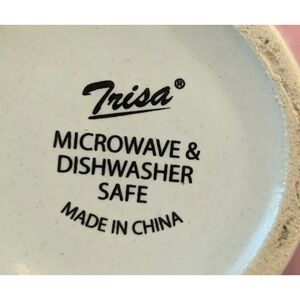 Trisa®
MICROWAVE &
DISHWASHER
SAFE
MADE IN CHINA